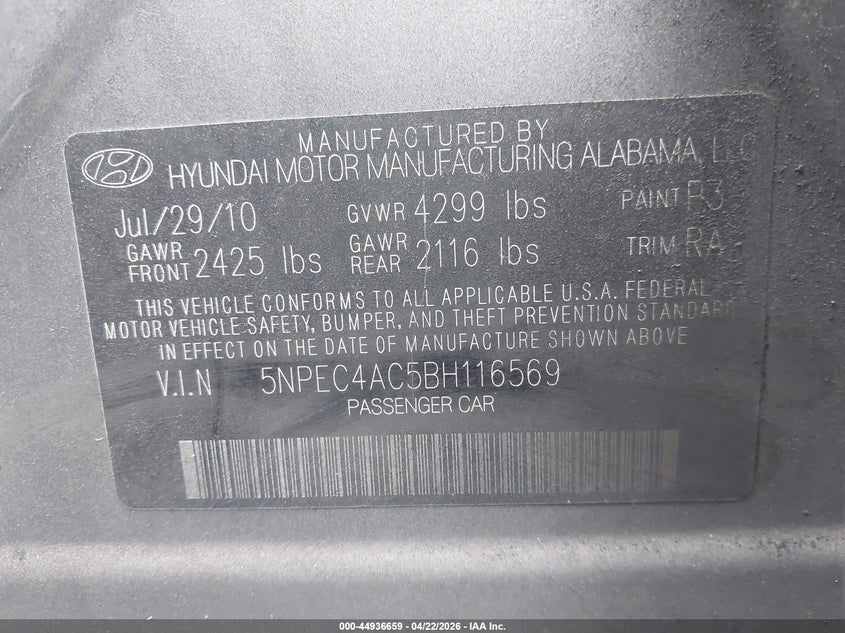 MANUFACTURED BY
HYUNDAI MOTOR MANUFACTURING ALABAMA, LLC
Jul/29/10 GVWR 4299 lbs PAINT R3
GAWR FRONT 2425 lbs GAWR REAR 2116 lbs TRIM RA
THIS VEHICLE CONFORMS TO ALL APPLICABLE U.S.A. FEDERAL
MOTOR VEHICLE SAFETY, BUMPER, AND THEFT PREVENTION STANDARDS
IN EFFECT ON THE DATE OF MANUFACTURE SHOWN ABOVE
V.I.N 5NPEC4AC5BH116569
PASSENGER CAR
000-44936659 - 04/22/2026 - IAA Inc.